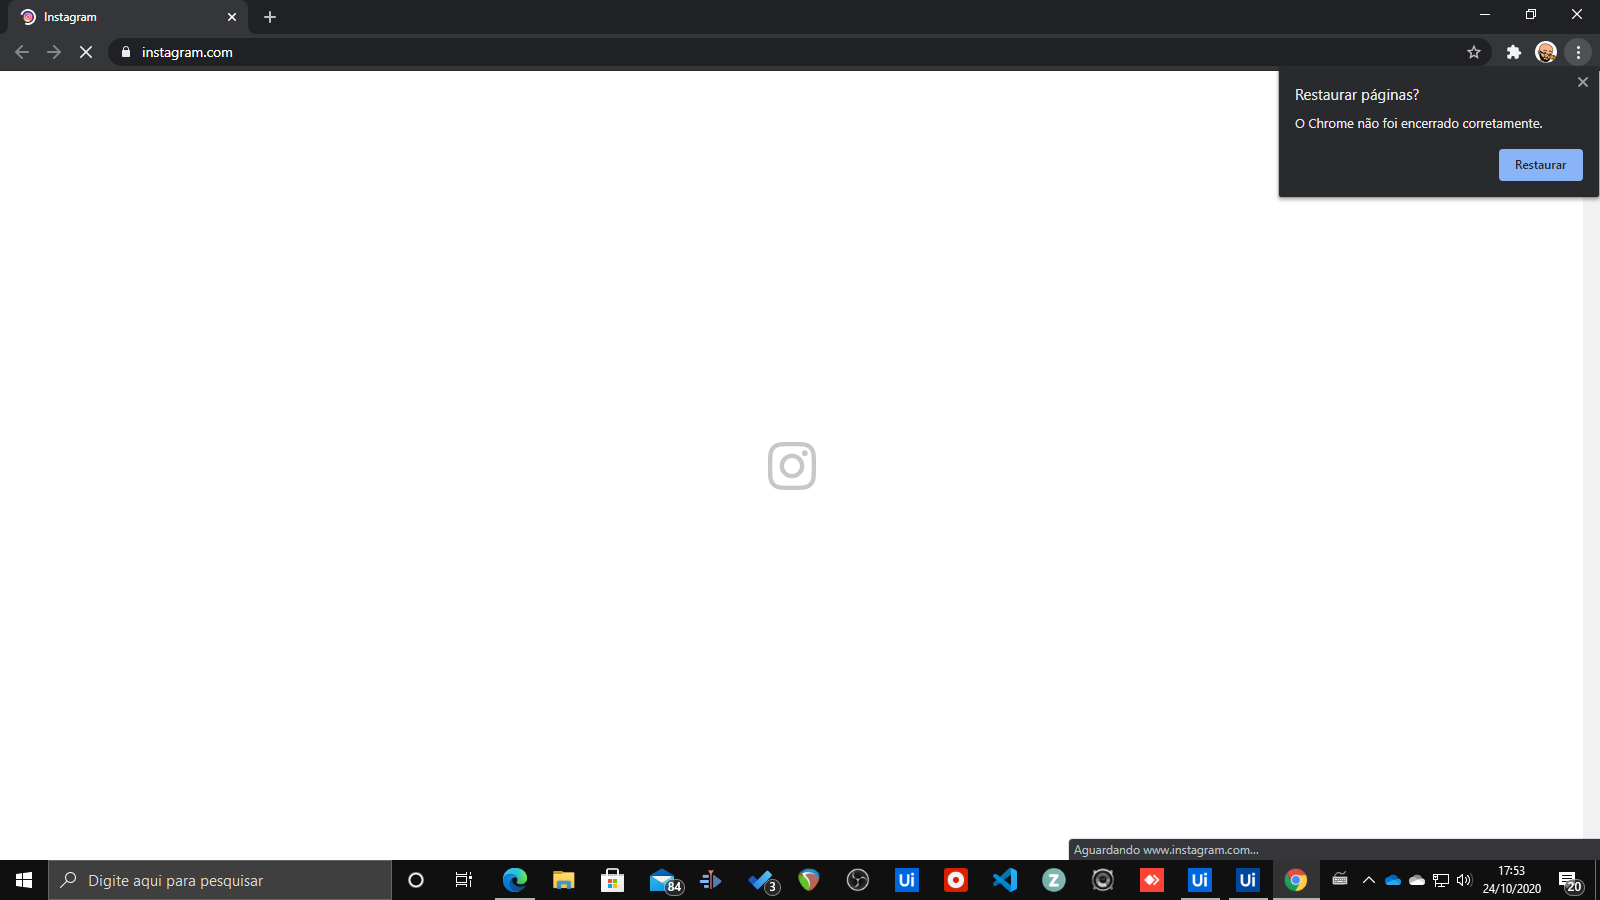 Instagram
instagram.com
Restaurar páginas?
O Chrome não foi encerrado corretamente.
Restaurar
Aguardando www.instagram.com...
Digite aqui para pesquisar
84
3
Ui
Z
Ui
Ui
17:53
24/10/2020
20